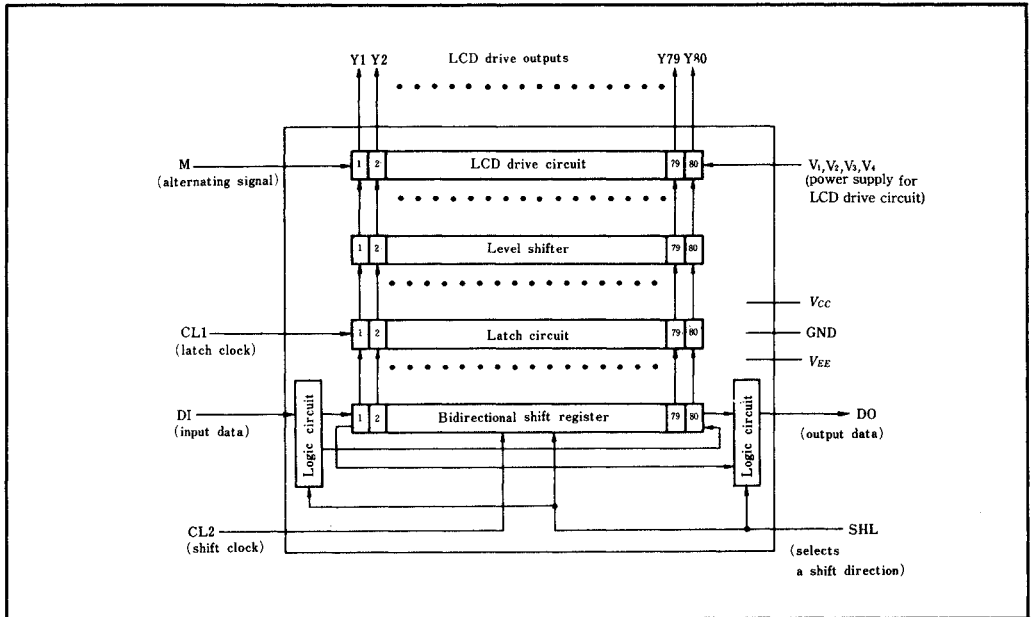 Y1 Y2 LCD drive outputs Y79 Y80
M
(alternating signal)
1 2 LCD drive circuit 79 80
V1,V2,V3,V4
(power supply for
LCD drive circuit)
1 2 Level shifter 79 80
VCC
CL1
(latch clock)
1 2 Latch circuit 79 80
GND
VEE
DI
(input data)
Logic circuit
1 2 Bidirectional shift register 79 80
Logic circuit
DO
(output data)
CL2
(shift clock)
SHL
(selects
a shift direction)